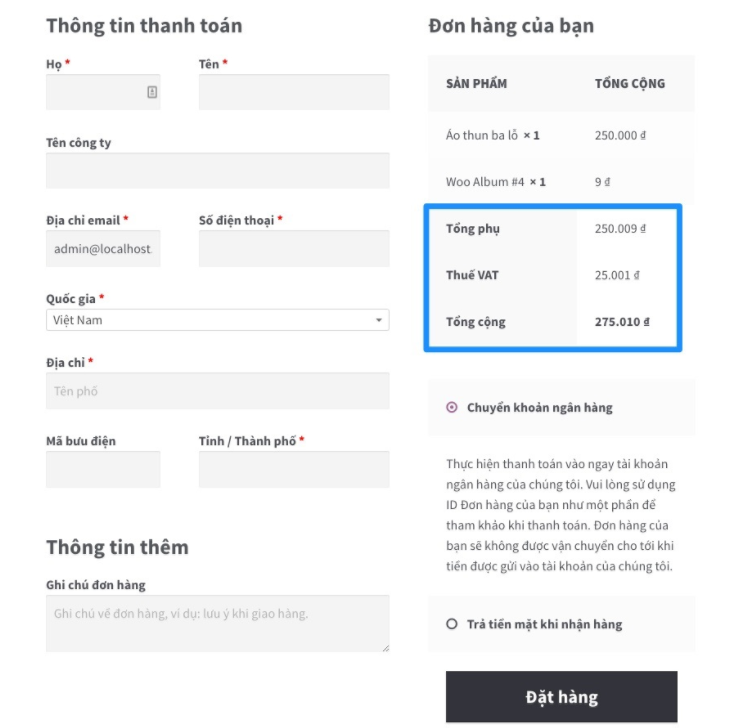 Thông tin thanh toán
Họ *
Tên *
Tên công ty
Địa chỉ email *
Số điện thoại *
admin@localhost
Quốc gia *
Việt Nam
Địa chỉ *
Tên phố
Mã bưu điện
Tỉnh / Thành phố *
Thông tin thêm
Ghi chú đơn hàng
Ghi chú về đơn hàng, ví dụ: lưu ý khi giao hàng.
Đơn hàng của bạn
SẢN PHẨM TỔNG CỘNG
Áo thun ba lỗ × 1 250.000 ₫
Woo Album #4 × 1 9 ₫
Tổng phụ 250.009 ₫
Thuế VAT 25.001 ₫
Tổng cộng 275.010 ₫
Chuyển khoản ngân hàng
Thực hiện thanh toán vào ngay tài khoản
ngân hàng của chúng tôi. Vui lòng sử dụng
ID Đơn hàng của bạn như một phần để
tham khảo khi thanh toán. Đơn hàng của
bạn sẽ không được vận chuyển cho tới khi
tiền được gửi vào tài khoản của chúng tôi.
Trả tiền mặt khi nhận hàng
Đặt hàng